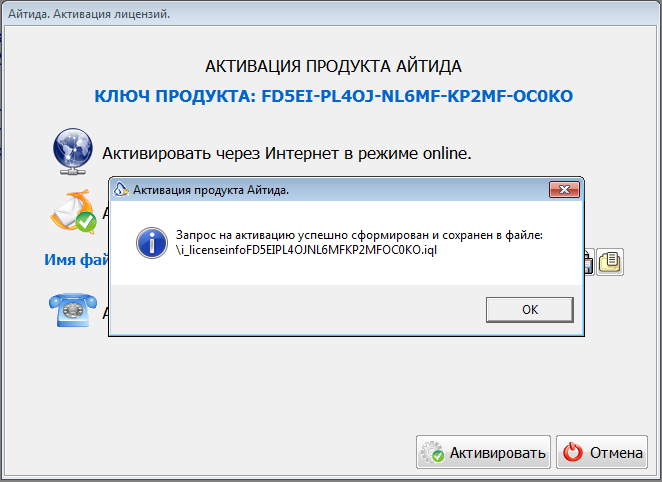 Айтида. Активация лицензий.
АКТИВАЦИЯ ПРОДУКТА АЙТИДА
КЛЮЧ ПРОДУКТА: FD5EI-PL4OJ-NL6MF-KP2MF-OC0KO
Активировать через Интернет в режиме online.
Активация продукта Айтида.
Запрос на активацию успешно сформирован и сохранен в файле:
\i_licenseinfoFD5EIPL4OJNL6MFKP2MFOC0KO.iql
Имя
OK
Активировать
Отмена